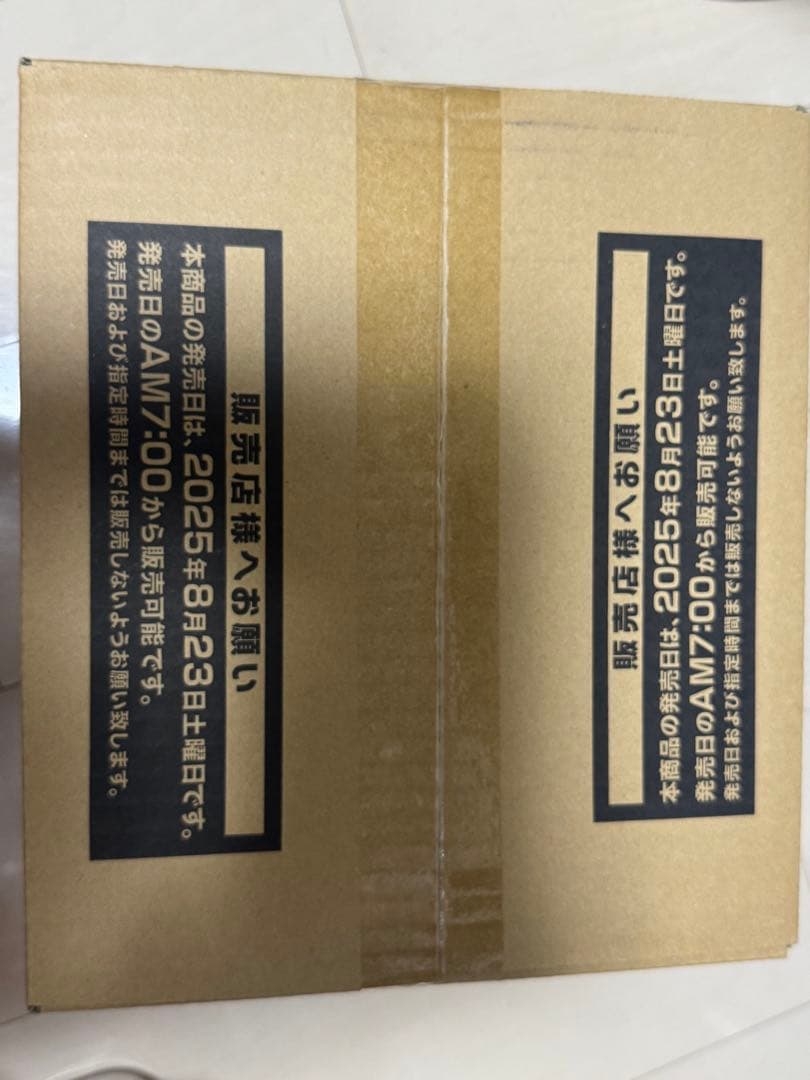 販売店様へお願い
本商品の発売日は、2025年8月23日土曜日です。
発売日のAM7:00から販売可能です。
発売日および指定時間までは販売しないようお願い致します。
販売店様へお願い
本商品の発売日は、2025年8月23日土曜日です。
発売日のAM7:00から販売可能です。
発売日および指定時間までは販売しないようお願い致します。